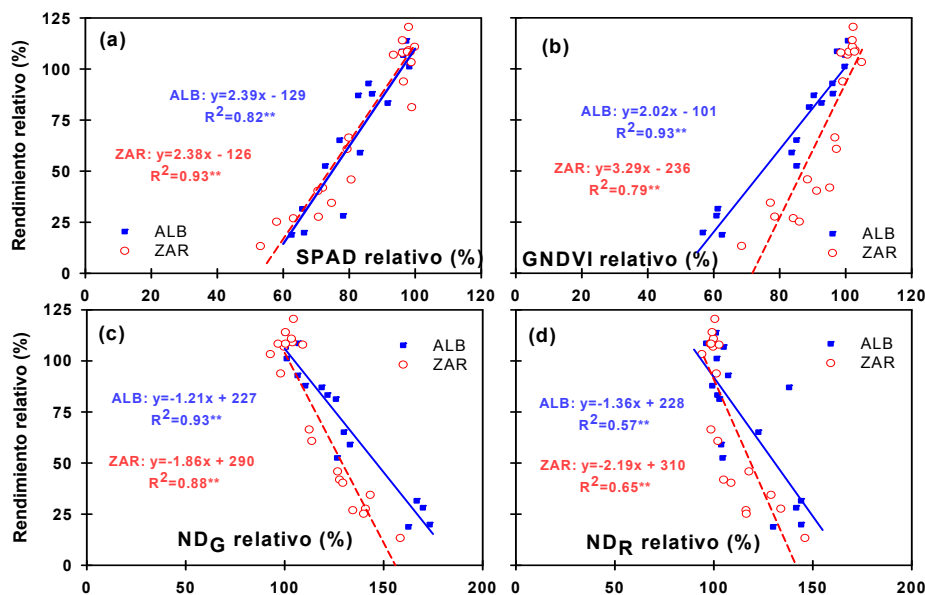 Rendimiento relativo (%)
125
100
75
50
25
0
(a)
ALB: y=2.39x - 129
R2=0.82**
ZAR: y=2.38x - 126
R2=0.93**
ALB
ZAR
SPAD relativo (%)
0 20 40 60 80 100 120
(b)
ALB: y=2.02x - 101
R2=0.93**
ZAR: y=3.29x - 236
R2=0.79**
ALB
ZAR
GNDVI relativo (%)
0 20 40 60 80 100 120
Rendimiento relativo (%)
125
100
75
50
25
0
(c)
ALB
ZAR
ALB: y=-1.21x + 227
R2=0.93**
ZAR: y=-1.86x + 290
R2=0.88**
NDG relativo (%)
0 50 100 150 200
(d)
ALB
ZAR
ALB: y=-1.36x + 228
R2=0.57**
ZAR: y=-2.19x + 310
R2=0.65**
NDR relativo (%)
0 50 100 150 200